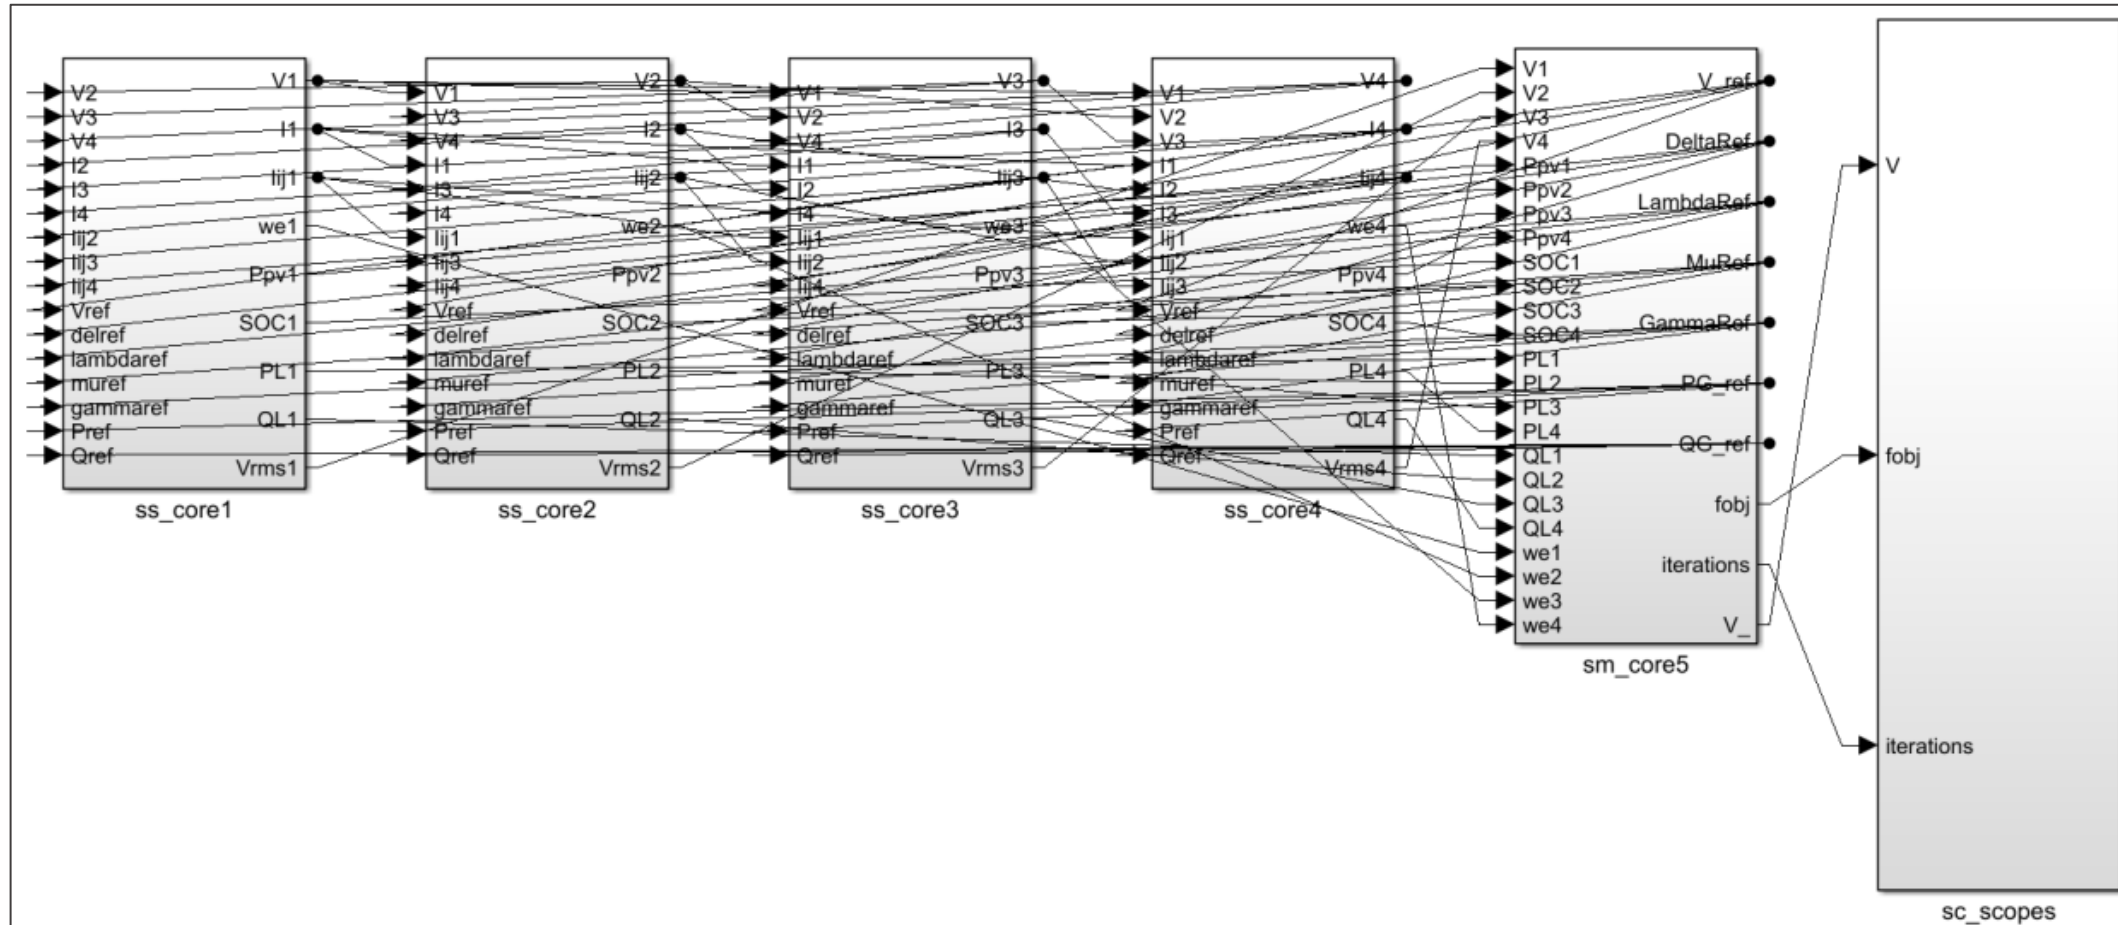 V2
V3
V4
I2
I3
I4
Iij2
Iij3
Iij4
Vref
delref
lambdaref
muref
gammaref
Pref
Qref
V1
I1
Iij1
we1
Ppv1
SOC1
PL1
QL1
Vrms1
ss_core1
V1
V3
V4
I1
I3
I4
Iij1
Iij3
Iij4
Vref
delref
lambdaref
muref
gammaref
Pref
Qref
V2
I2
Iij2
we2
Ppv2
SOC2
PL2
QL2
Vrms2
ss_core2
V1
V2
V4
I1
I2
I4
Iij1
Iij2
Iij4
Vref
delref
lambdaref
muref
gammaref
Pref
Qref
V3
I3
Iij3
we3
Ppv3
SOC3
PL3
QL3
Vrms3
ss_core3
V1
V2
V3
I1
I2
I3
Iij1
Iij2
Iij3
Vref
delref
lambdaref
muref
gammaref
Pref
Qref
V4
I4
Iij4
we4
Ppv4
SOC4
PL4
QL4
Vrms4
ss_core4
V1
V2
V3
V4
Ppv1
Ppv2
Ppv3
Ppv4
SOC1
SOC2
SOC3
SOC4
PL1
PL2
PL3
PL4
QL1
QL2
QL3
QL4
we1
we2
we3
we4
V_ref
DeltaRef
LambdaRef
MuRef
GammaRef
PG_ref
QG_ref
fobj
iterations
V_
sm_core5
V
fobj
iterations
sc_scopes